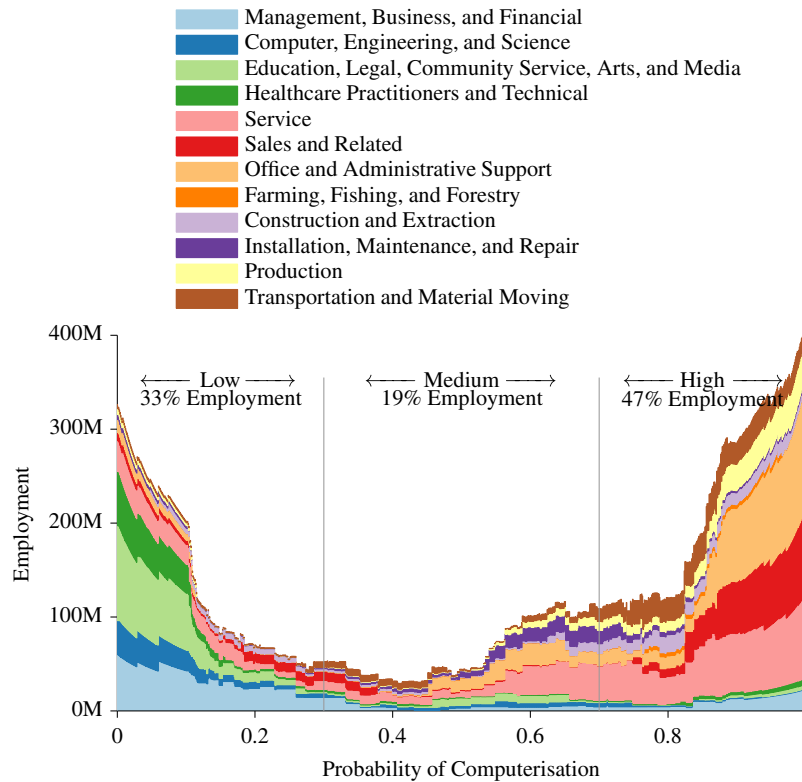 Management, Business, and Financial
Computer, Engineering, and Science
Education, Legal, Community Service, Arts, and Media
Healthcare Practitioners and Technical
Service
Sales and Related
Office and Administrative Support
Farming, Fishing, and Forestry
Construction and Extraction
Installation, Maintenance, and Repair
Production
Transportation and Material Moving
400M
300M
200M
100M
0M
Employment
Low
33% Employment
Medium
19% Employment
High
47% Employment
0 0.2 0.4 0.6 0.8
Probability of Computerisation